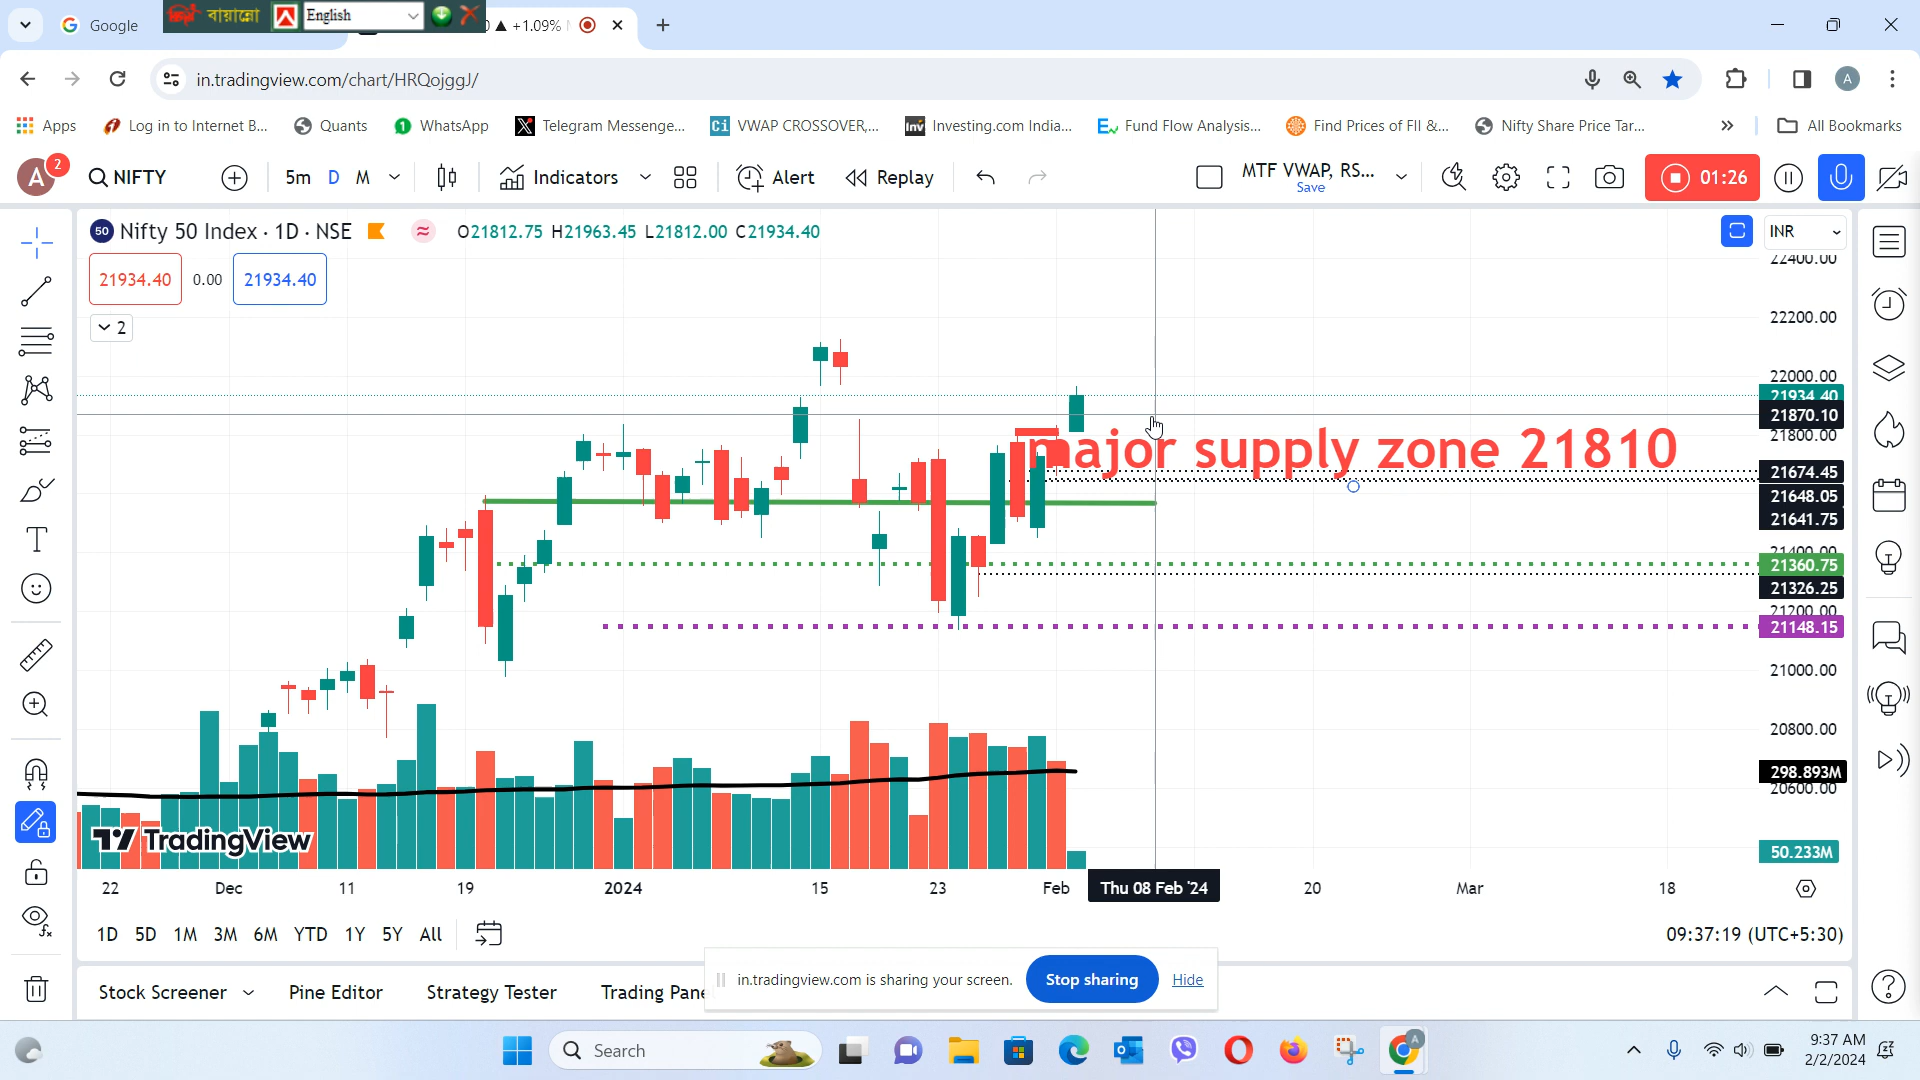 Google
বায়ান্নো
English
0 ▲ +1.09%
in.tradingview.com/chart/HRQojggJ/
Apps
Log in to Internet B...
Quants
WhatsApp
Telegram Messenge...
VWAP CROSSOVER,...
Investing.com India...
Fund Flow Analysis...
Find Prices of FII &...
Nifty Share Price Tar...
All Bookmarks
A 2
NIFTY
5m D M
Indicators
Alert
Replay
MTF VWAP, RS...
Save
01:26
50 Nifty 50 Index · 1D · NSE
O21812.75 H21963.45 L21812.00 C21934.40
INR
21934.40 0.00 21934.40
2
22400.00
22200.00
22000.00
21934.40
21870.10
21800.00
major supply zone 21810
21674.45
21648.05
21641.75
21400.00
21360.75
21326.25
21200.00
21148.15
21000.00
20800.00
298.893M
20600.00
50.233M
TradingView
22 Dec 11 19 2024 15 23 Feb Thu 08 Feb '24 20 Mar 18
1D 5D 1M 3M 6M YTD 1Y 5Y All
09:37:19 (UTC+5:30)
Stock Screener
Pine Editor
Strategy Tester
Trading Pane
in.tradingview.com is sharing your screen.
Stop sharing
Hide
Search
9:37 AM
2/2/2024